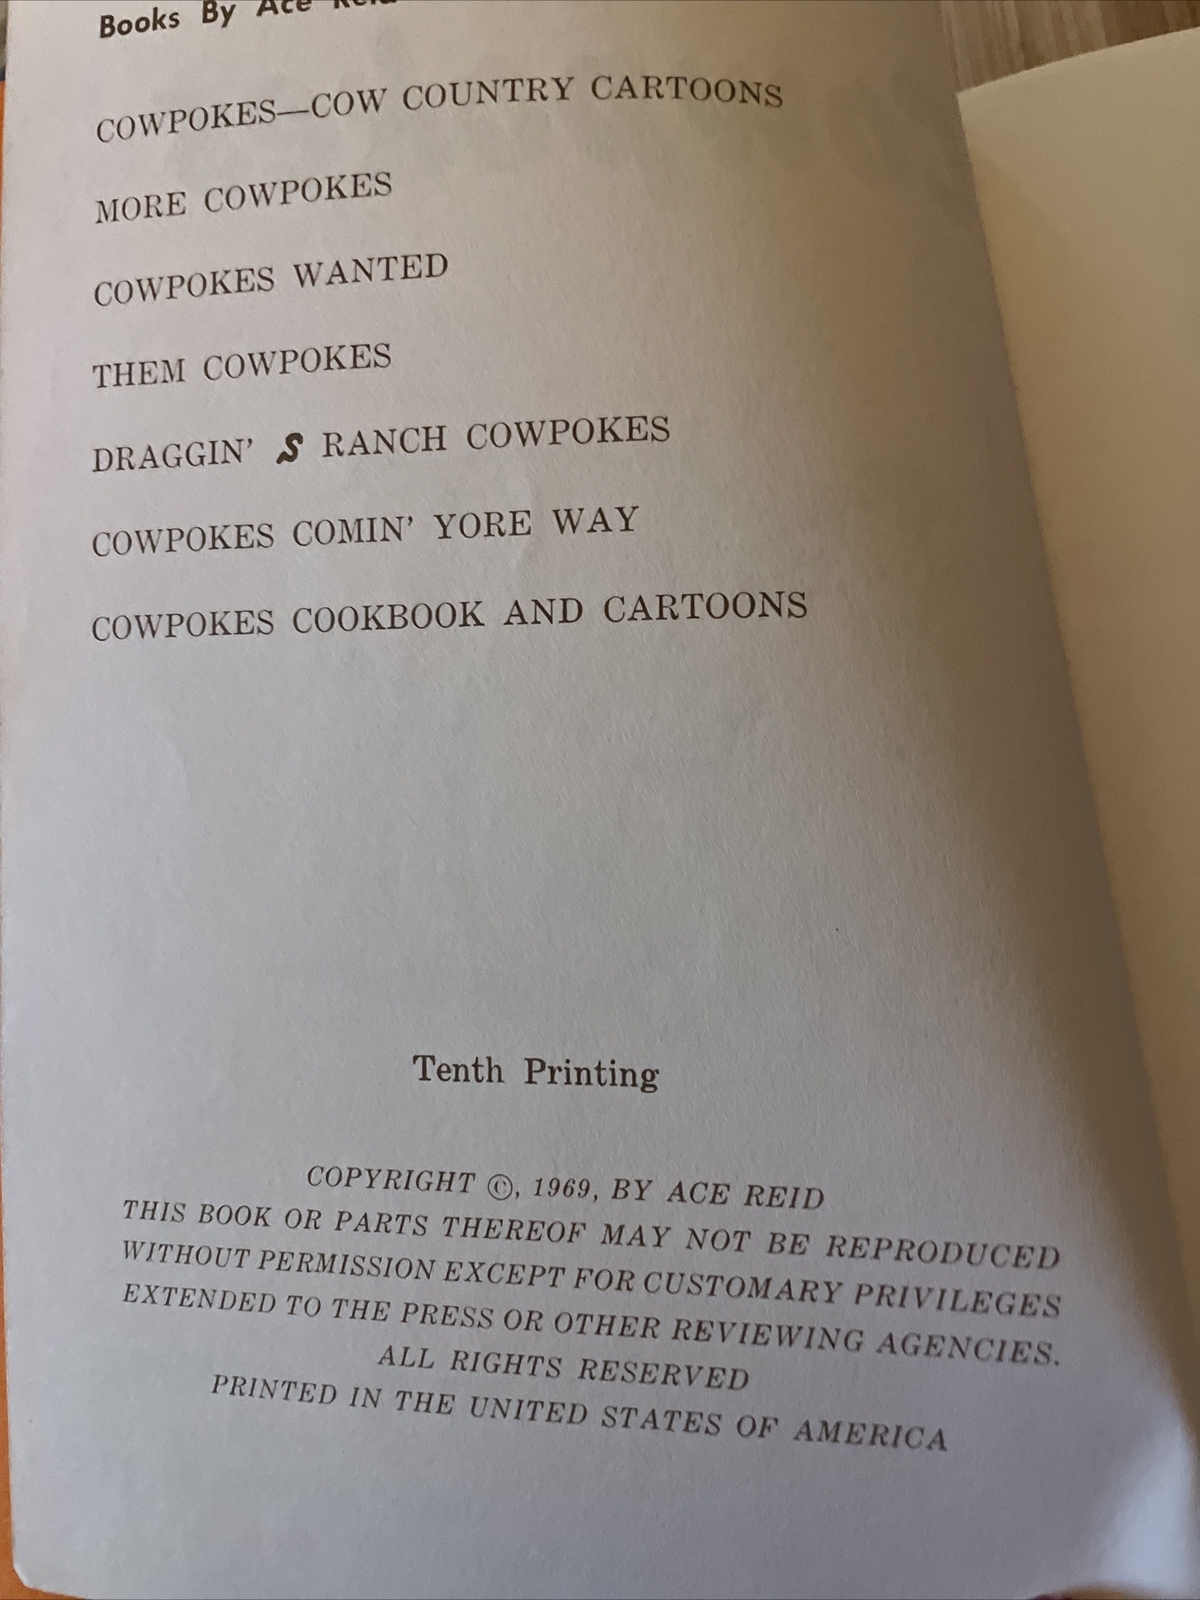 Books By Ace Reid
COWPOKES—COW COUNTRY CARTOONS
MORE COWPOKES
COWPOKES WANTED
THEM COWPOKES
DRAGGIN’ S RANCH COWPOKES
COWPOKES COMIN’ YORE WAY
COWPOKES COOKBOOK AND CARTOONS
Tenth Printing
COPYRIGHT ©, 1969, BY ACE REID
THIS BOOK OR PARTS THEREOF MAY NOT BE REPRODUCED
WITHOUT PERMISSION EXCEPT FOR CUSTOMARY PRIVILEGES
EXTENDED TO THE PRESS OR OTHER REVIEWING AGENCIES.
ALL RIGHTS RESERVED
PRINTED IN THE UNITED STATES OF AMERICA